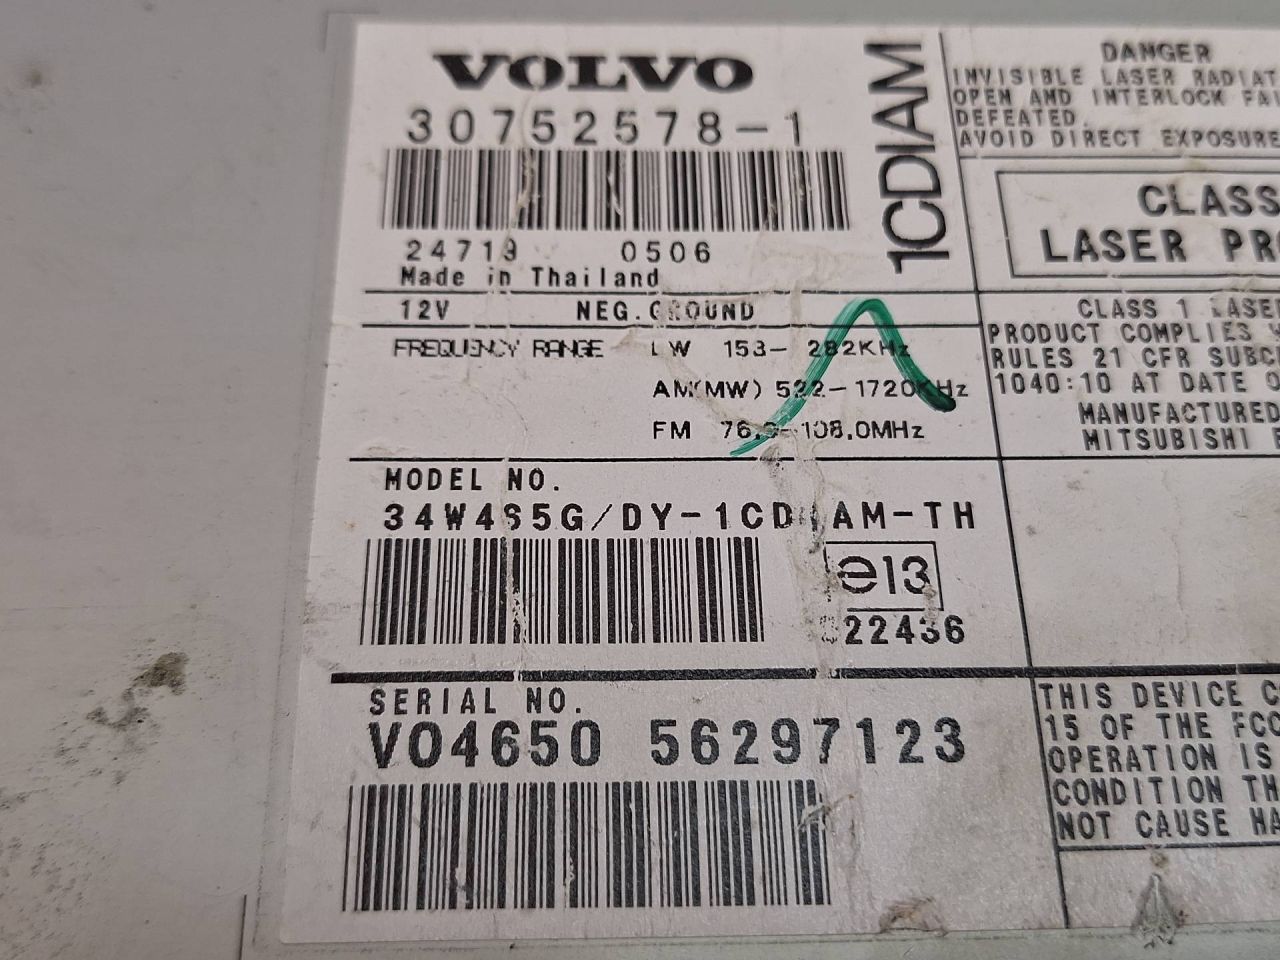 VOLVO
30752578-1
24719 0506
Made in Thailand
1CDIAM
12V NEG.GROUND
FREQUENCY RANGE LW 153- 282KHz
AM(MW) 522-1720KHz
FM 76.0-108.0MHz
MODEL NO.
34W4S5G/DY-1CD AM-TH
e13
022436
SERIAL NO.
VO4650 56297123
DANGER
INVISIBLE LASER RADIAT
OPEN AND INTERLOCK FAI
DEFEATED.
AVOID DIRECT EXPOSURE
CLASS
LASER PRO
CLASS 1 LASER
PRODUCT COMPLIES
RULES 21 CFR SUBC
1040:10 AT DATE O
MANUFACTURED
MITSUBISHI E
THIS DEVICE C
15 OF THE FCC
OPERATION IS
CONDITION TH
NOT CAUSE HA